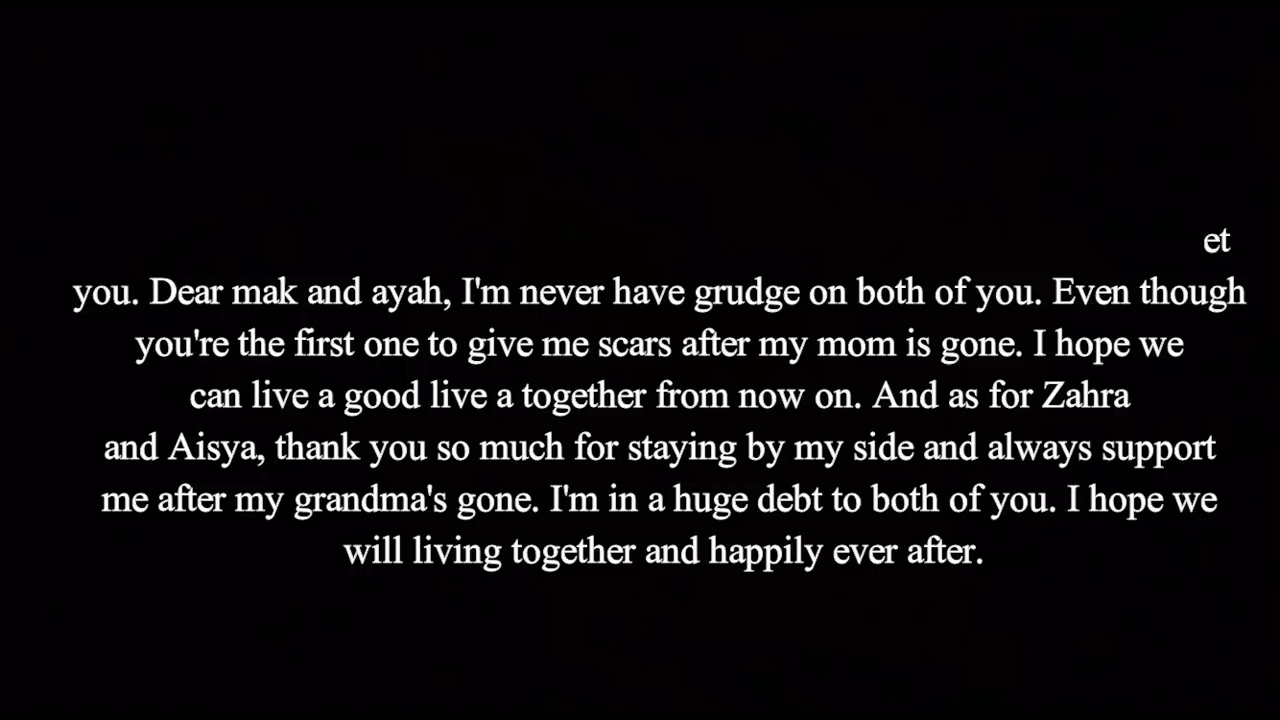 et
you. Dear mak and ayah, I'm never have grudge on both of you. Even though
you're the first one to give me scars after my mom is gone. I hope we
can live a good live a together from now on. And as for Zahra
and Aisya, thank you so much for staying by my side and always support
me after my grandma's gone. I'm in a huge debt to both of you. I hope we
will living together and happily ever after.